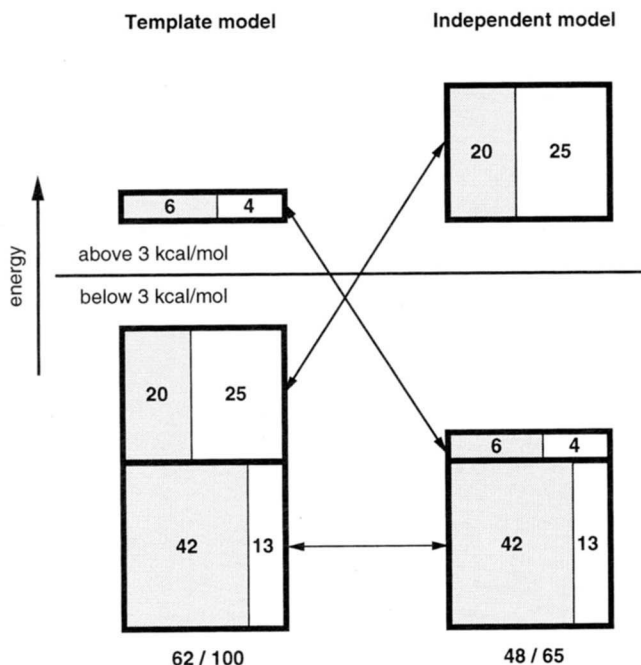 Template model Independent model
20 25
6 4
above 3 kcal/mol
energy
below 3 kcal/mol
20 25
6 4
42 13 42 13
62 / 100 48 / 65